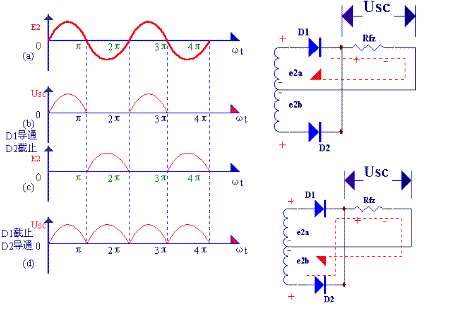 E2
0
π
2π
3π
4π
ωt
(a)
Usc
0
π
2π
3π
4π
ωt
(b)
D1导通
D2截止
E2
0
π
2π
3π
4π
ωt
(c)
Usc
D1截止
D2导通
0
π
2π
3π
4π
ωt
(d)
Usc
D1
Rfz
+
+
-
e2a
-
e2b
+
D2
Usc
D1
Rfz
+
-
e2a
-
e2b
+
D2